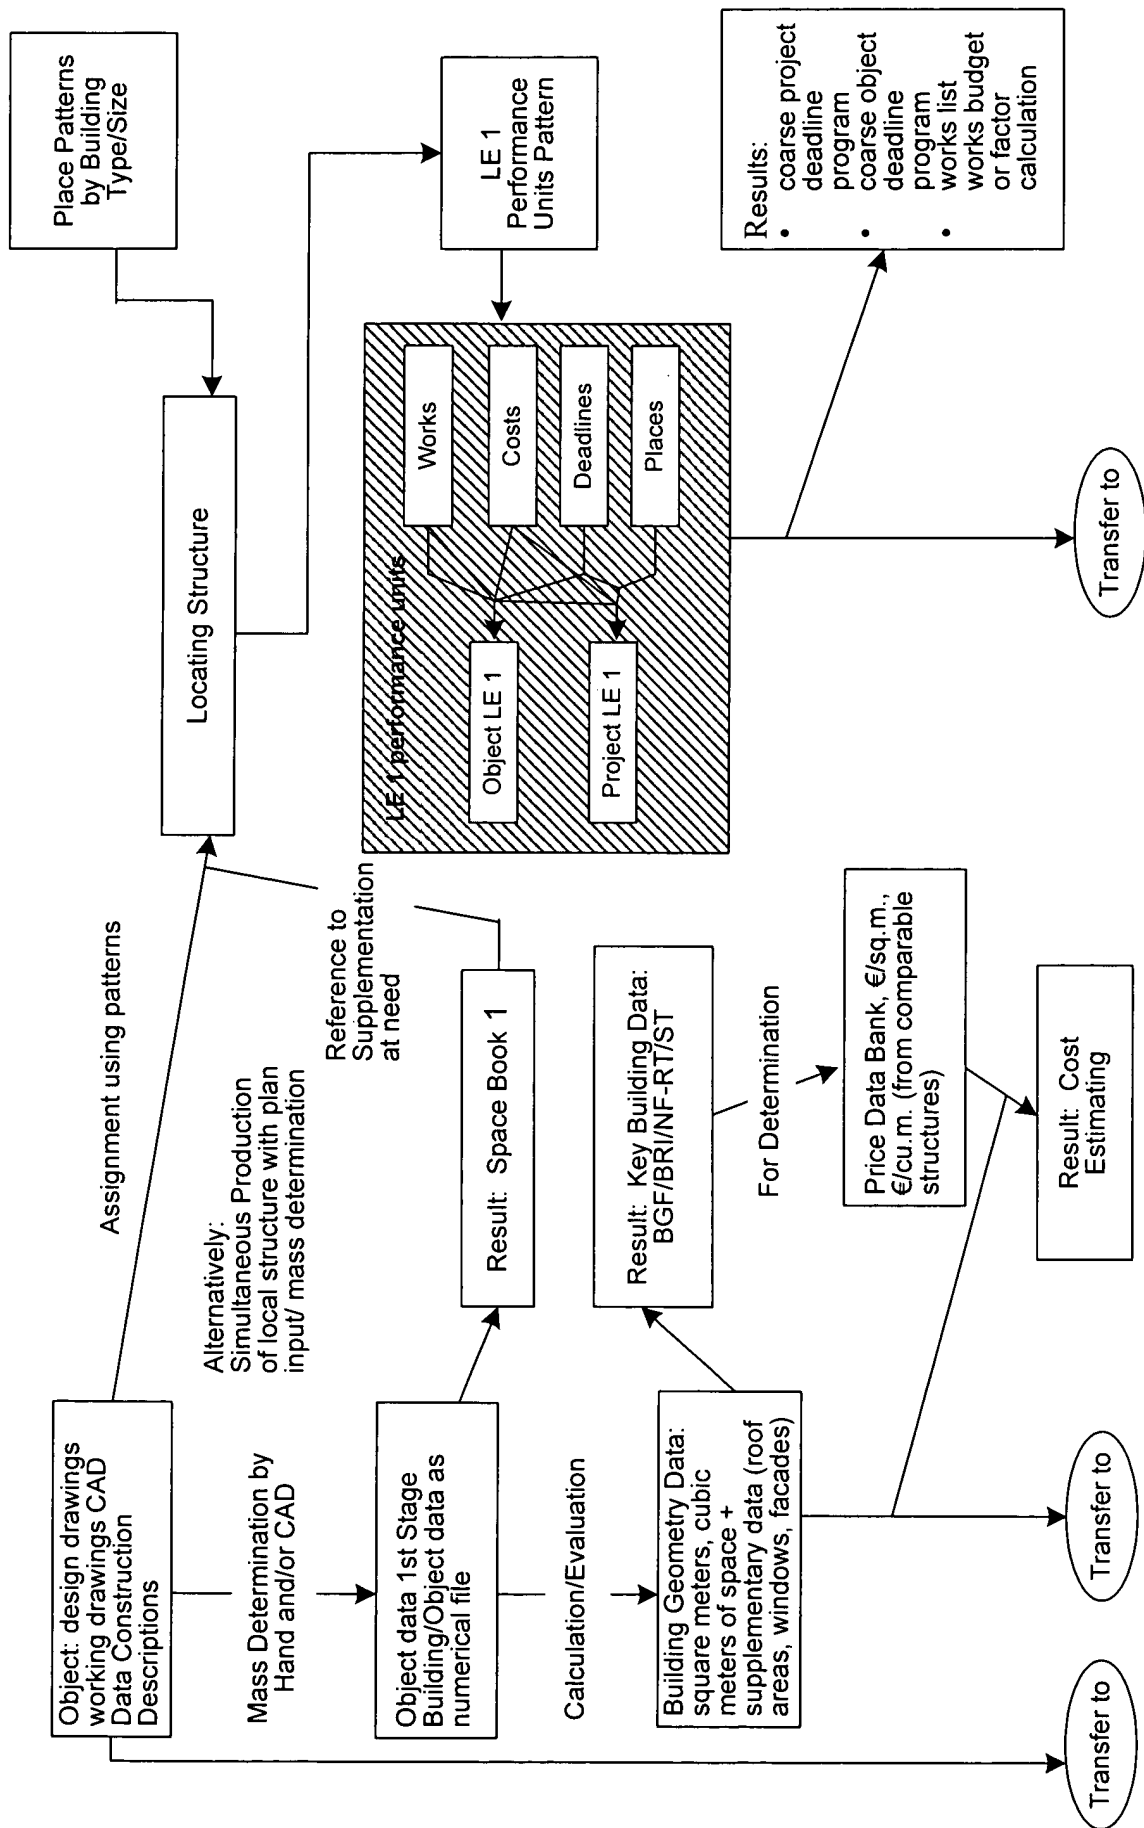 Object: design drawings
working drawings CAD
Data Construction
Descriptions
Assignment using patterns
Locating Structure
Place Patterns
by Building
Type/Size
Alternatively:
Simultaneous Production
of local structure with plan
input/ mass determination
Mass Determination by
Hand and/or CAD
Reference to
Supplementation
at need
Object data 1st Stage
Building/Object data as
numerical file
Result: Space Book 1
LE 1 performance units
Works
Costs
Deadlines
Places
Object LE 1
Project LE 1
LE 1
Performance
Units Pattern
Calculation/Evaluation
Result: Key Building Data:
BGF/BRI/NF-RT/ST
Building Geometry Data:
square meters, cubic
meters of space +
supplementary data (roof
areas, windows, facades)
For Determination
Price Data Bank, €/sq.m.,
€/cu.m. (from comparable
structures)
Results:
• coarse project
deadline
program
• coarse object
deadline
program
• works list
works budget
or factor
calculation
Result: Cost
Estimating
Transfer to
Transfer to
Transfer to